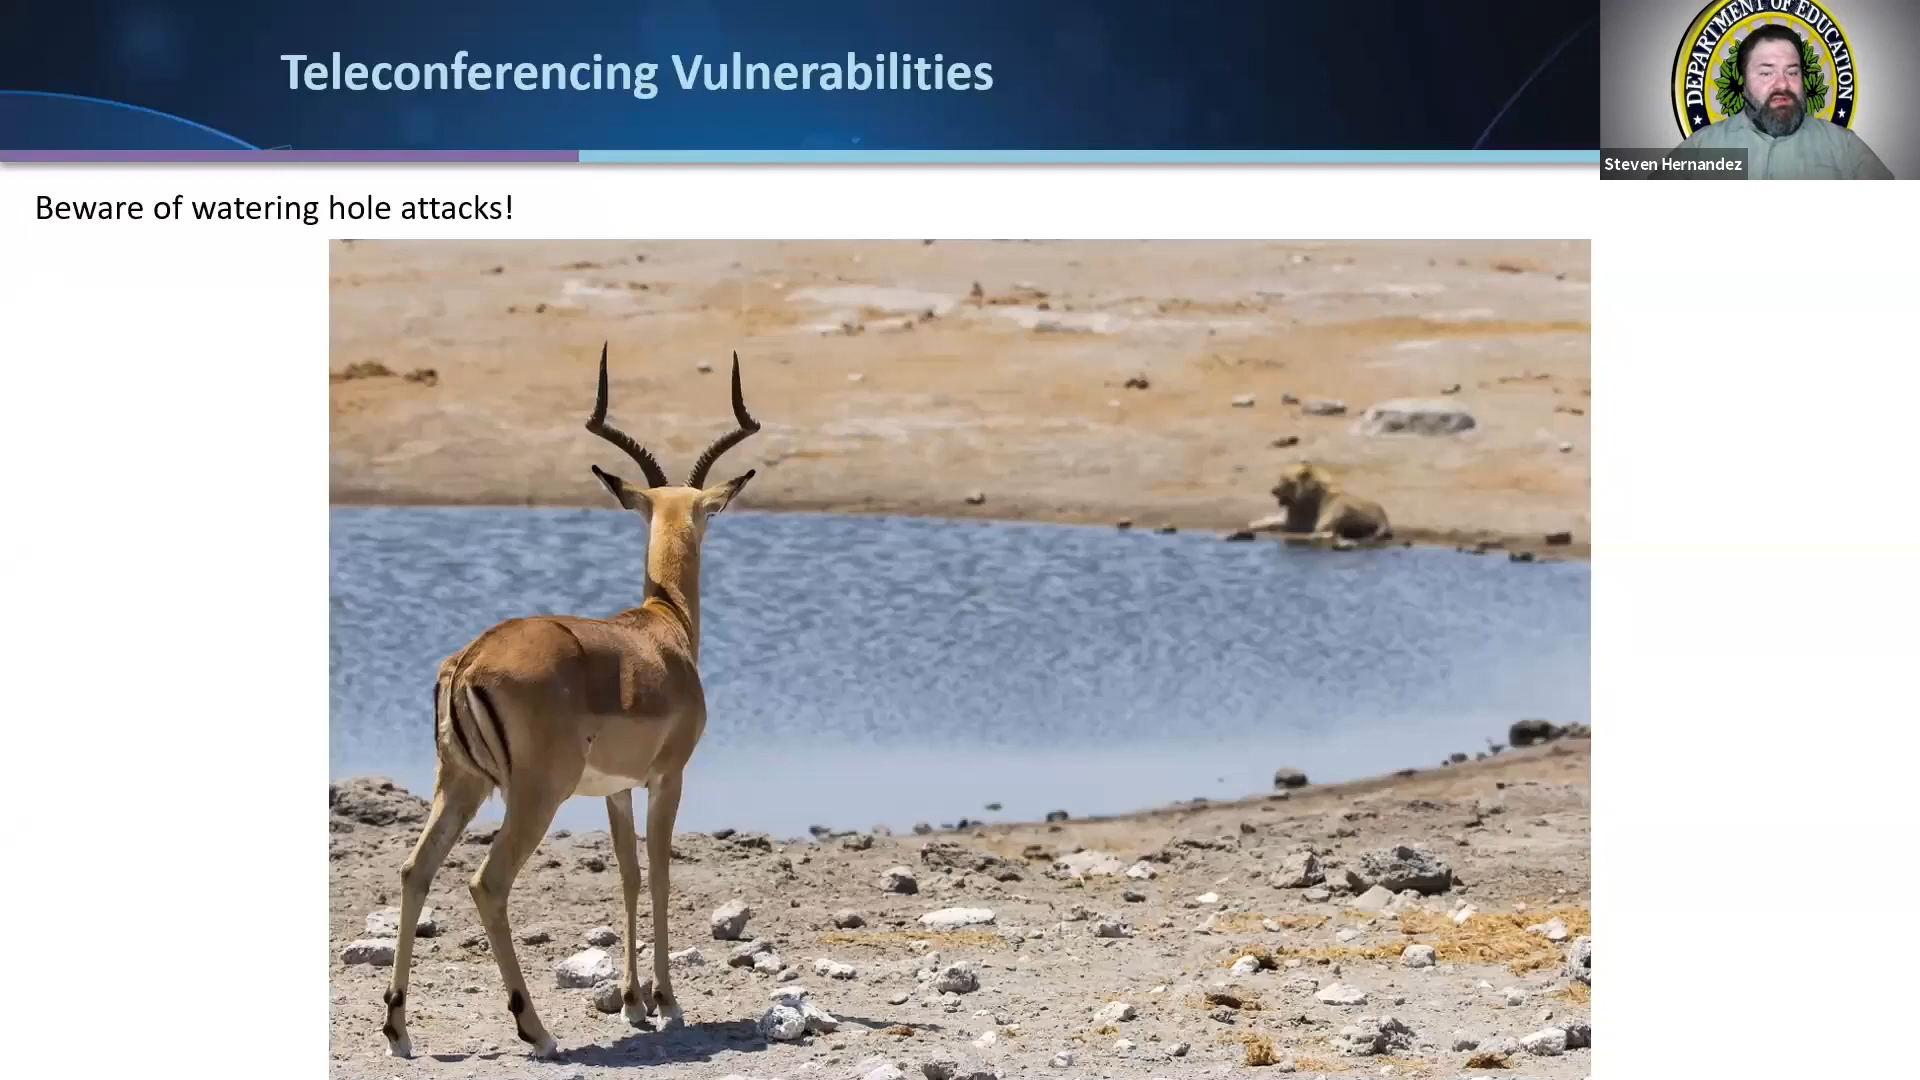 Teleconferencing Vulnerabilities
DEPARTMENT OF EDUCATION
Steven Hernandez
Beware of watering hole attacks!